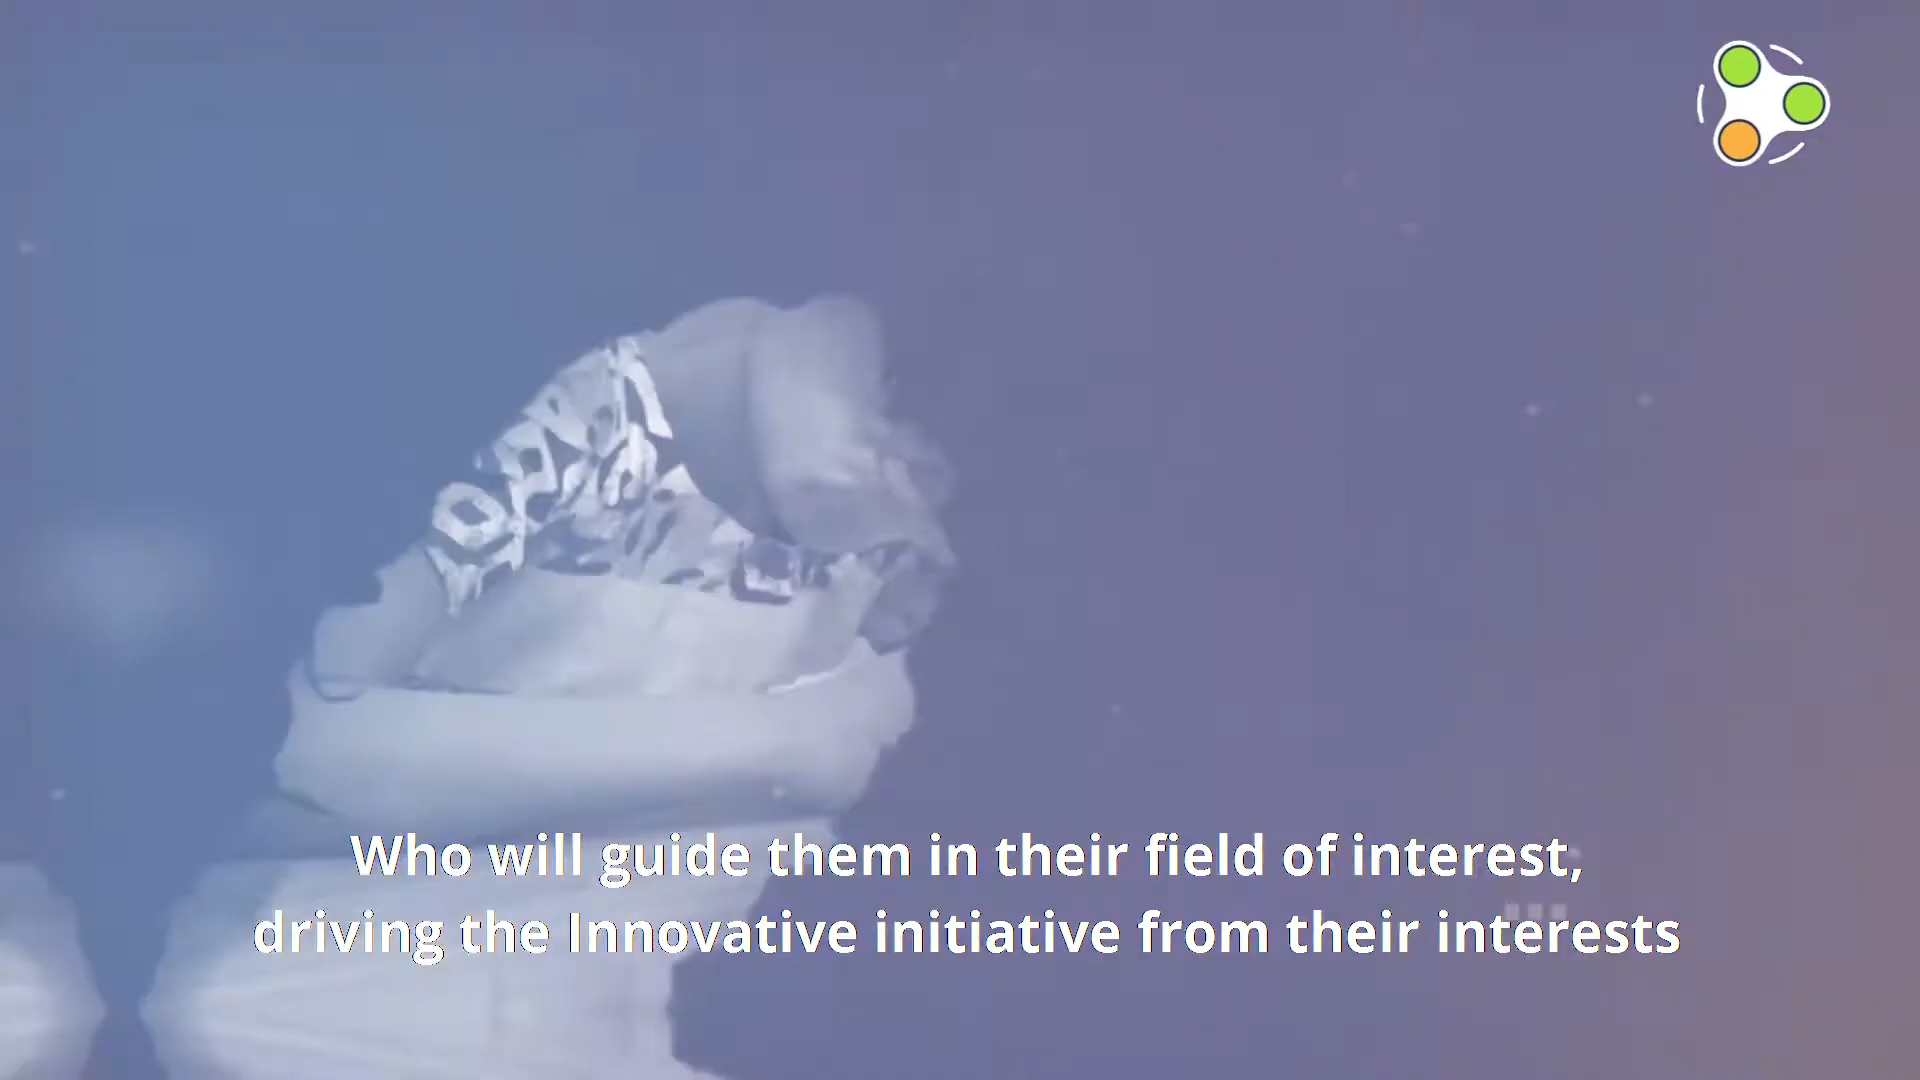 Who will guide them in their field of interest,
driving the Innovative initiative from their interests